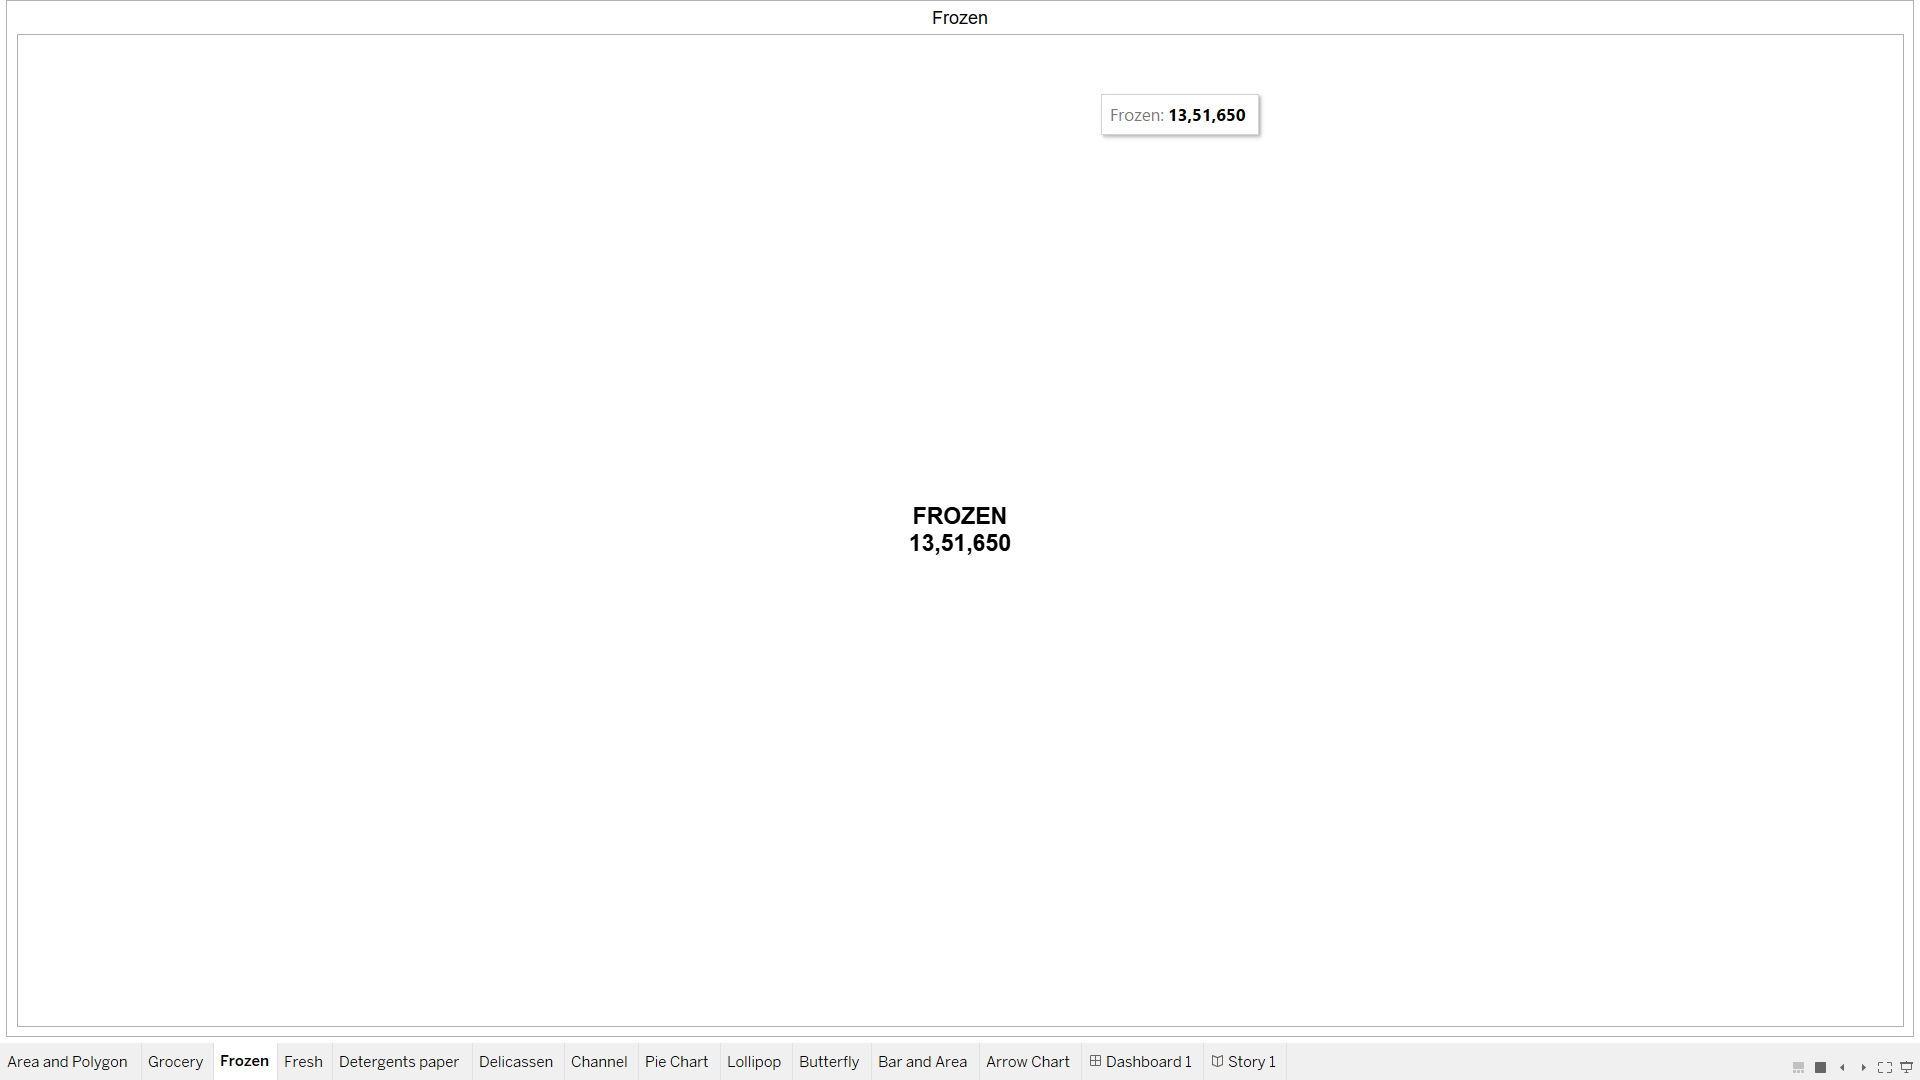 Frozen
Frozen: 13,51,650
FROZEN
13,51,650
Area and Polygon Grocery Frozen Fresh Detergents paper Delicassen Channel Pie Chart Lollipop Butterfly Bar and Area Arrow Chart Dashboard 1 Story 1